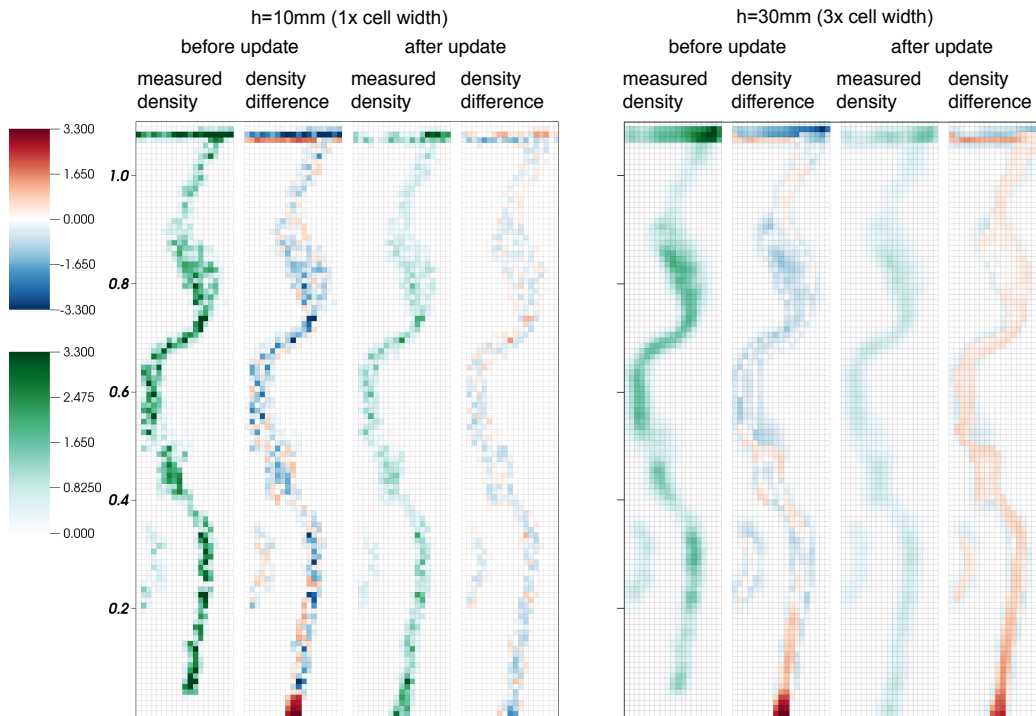 h=10mm (1x cell width)
h=30mm (3x cell width)
before update
after update
before update
after update
measured density
density difference
measured density
density difference
measured density
density difference
measured density
density difference
3.300
1.650
0.000
-1.650
-3.300
3.300
2.475
1.650
0.8250
0.000
1.0
0.8
0.6
0.4
0.2